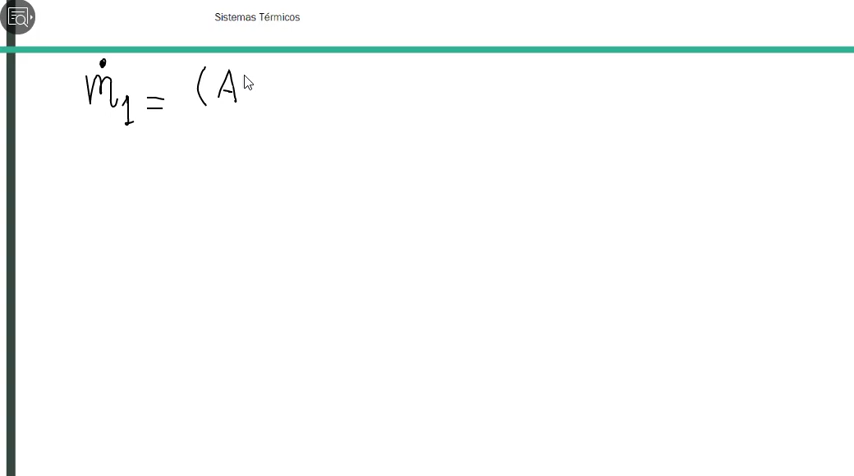 Sistemas Térmicos
ṁ₁ = (A